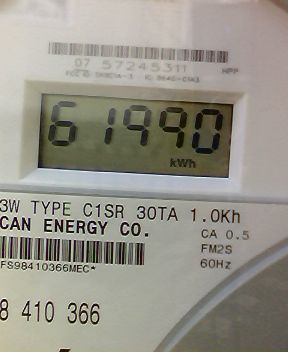 07 57245311
61990
kWh
3W TYPE C1SR 30TA 1.0Kh
CAN ENERGY CO.
CA 0.5
FM2S
60Hz
FS98410366MEC*
8 410 366